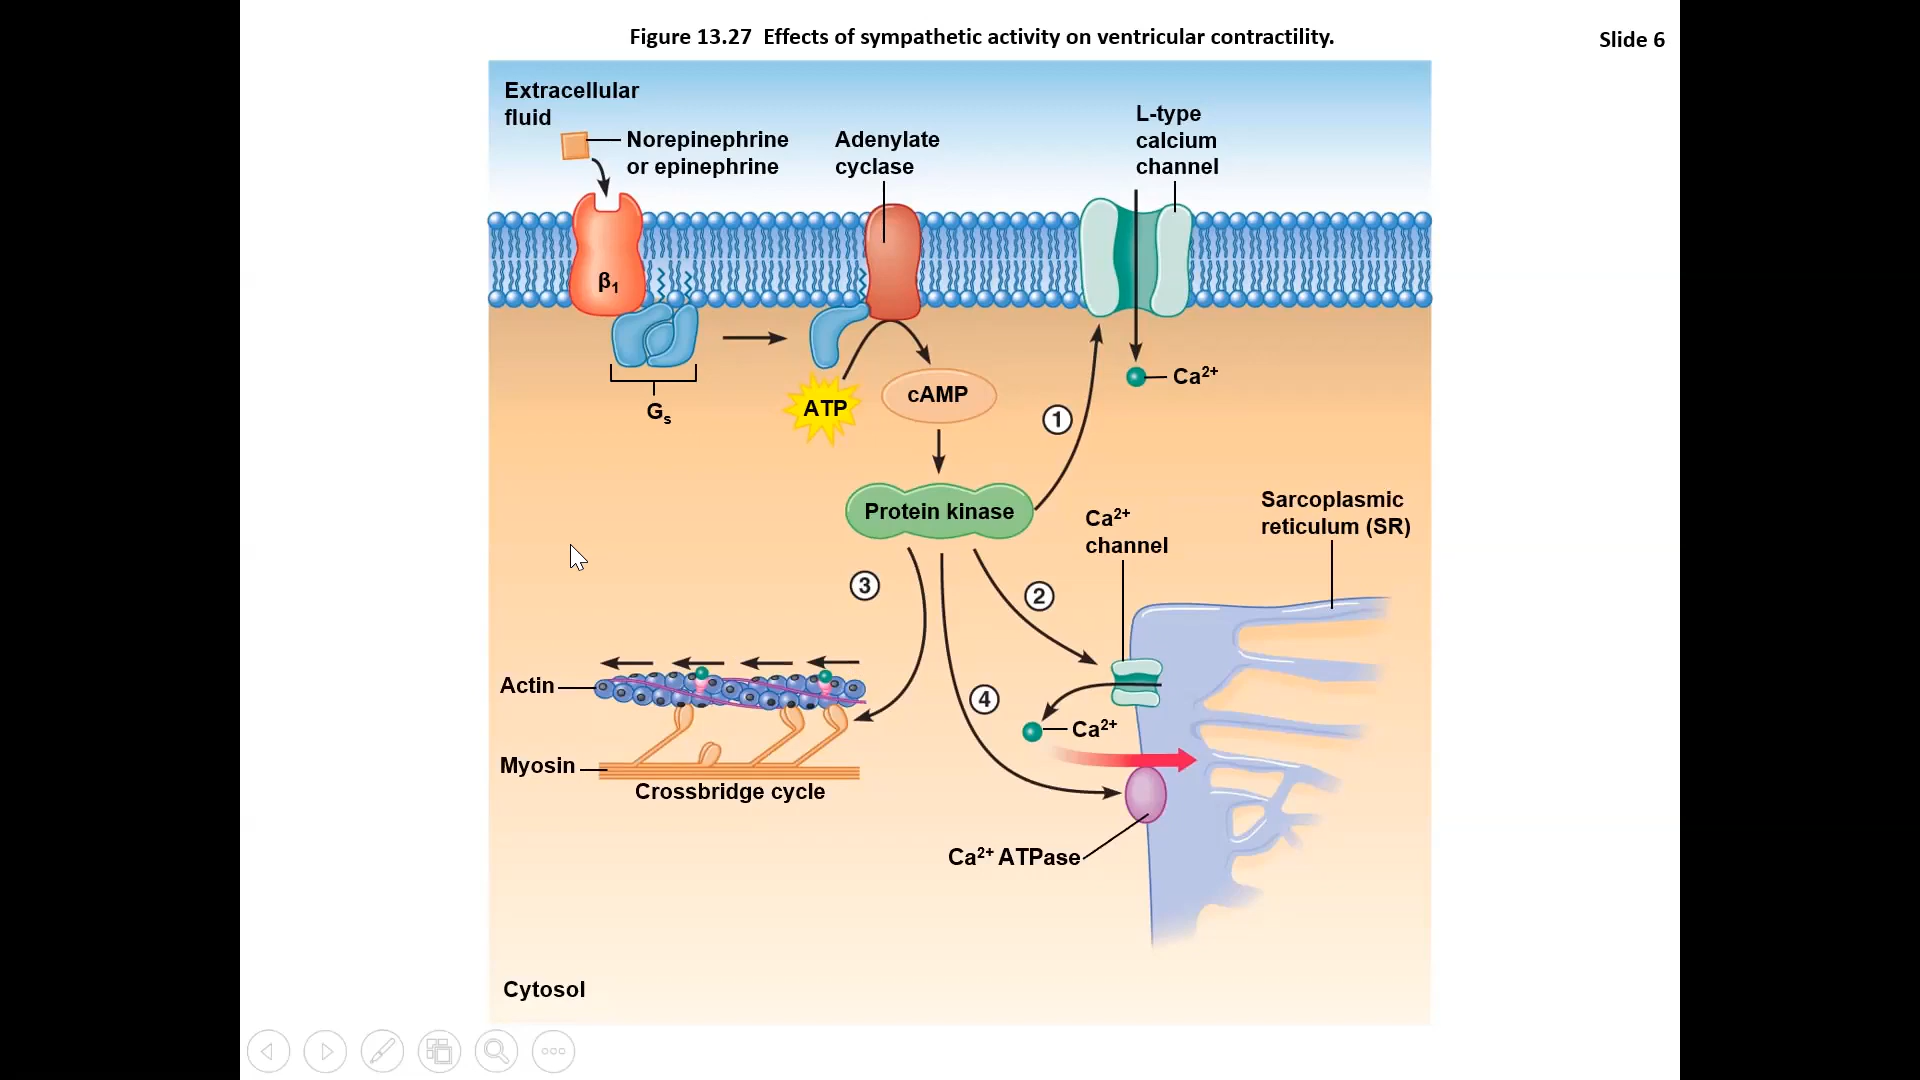 Figure 13.27  Effects of sympathetic activity on ventricular contractility.
Slide 6
Extracellular
fluid
Norepinephrine
or epinephrine
Adenylate
cyclase
L-type
calcium
channel
β₁
Gₛ
ATP
cAMP
Ca²⁺
①
Protein kinase
Ca²⁺
channel
Sarcoplasmic
reticulum (SR)
③
②
④
Actin
Ca²⁺
Myosin
Crossbridge cycle
Ca²⁺ ATPase
Cytosol